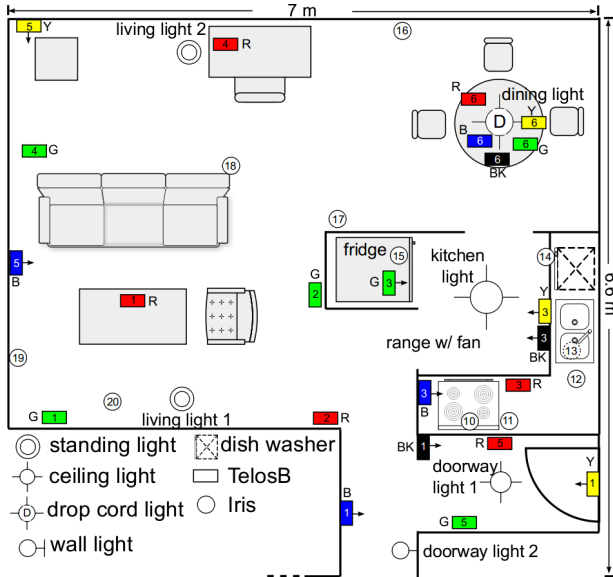 7 m
5 Y
living light 2
4 R
16
R
6
dining light
Y
D
6
B
6
6
G
BK
6
4 G
18
17
fridge
15
kitchen
light
14
6.6 m
5
B
G
2
G 3
Y
3
1 R
range w/ fan
3
BK
13
19
12
20
3
B
3 R
10
11
G 1
living light 1
2 R
BK
1
R 5
standing light
dish washer
ceiling light
TelosB
doorway
light 1
Y
1
D drop cord light
Iris
B
1
G 5
wall light
doorway light 2